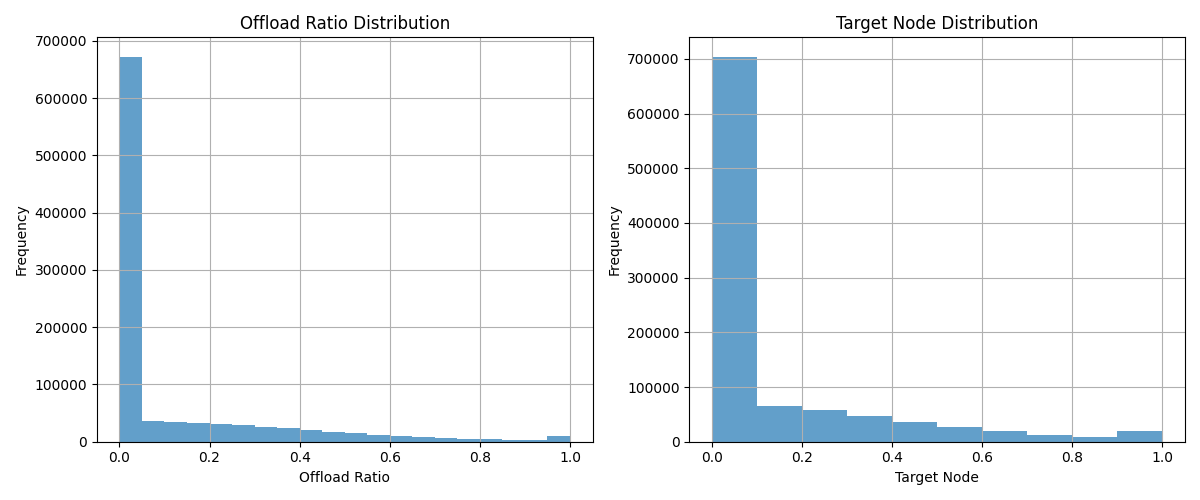 Offload Ratio Distribution
700000
600000
500000
400000
300000
200000
100000
0
Frequency
0.0 0.2 0.4 0.6 0.8 1.0
Offload Ratio
Target Node Distribution
700000
600000
500000
400000
300000
200000
100000
0
Frequency
0.0 0.2 0.4 0.6 0.8 1.0
Target Node